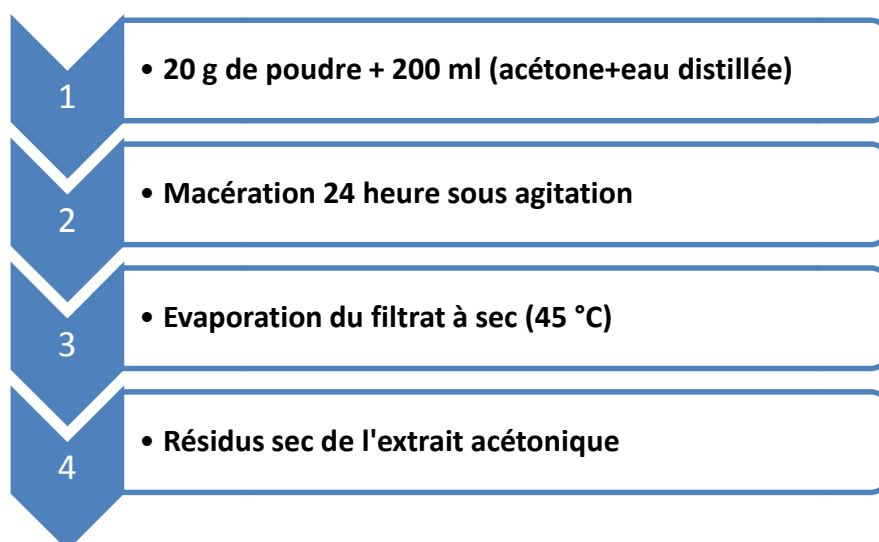 1
• 20 g de poudre + 200 ml (acétone+eau distillée)
2
• Macération 24 heure sous agitation
3
• Evaporation du filtrat à sec (45 °C)
4
• Résidus sec de l'extrait acétonique